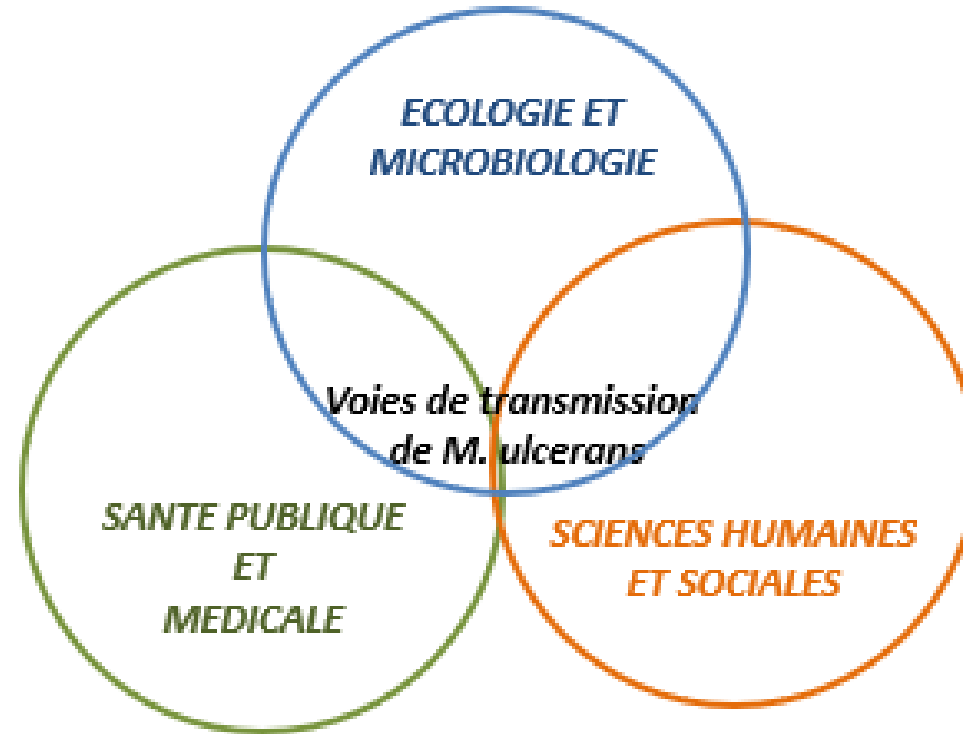 ECOLOGIE ET
MICROBIOLOGIE
Voies de transmission
de M. ulcerans
SANTE PUBLIQUE
ET
MEDICALE
SCIENCES HUMAINES
ET SOCIALES